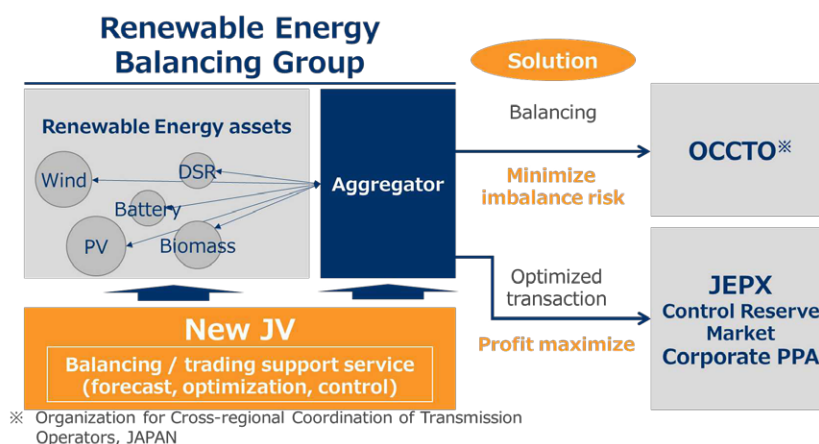 Renewable Energy
Balancing Group
Solution
Renewable Energy assets
Wind
DSR
Battery
PV
Biomass
Aggregator
Balancing
Minimize
imbalance risk
OCCTO※
Optimized
transaction
Profit maximize
JEPX
Control Reserve
Market
Corporate PPA
New JV
Balancing / trading support service
(forecast, optimization, control)
※ Organization for Cross-regional Coordination of Transmission
Operators, JAPAN